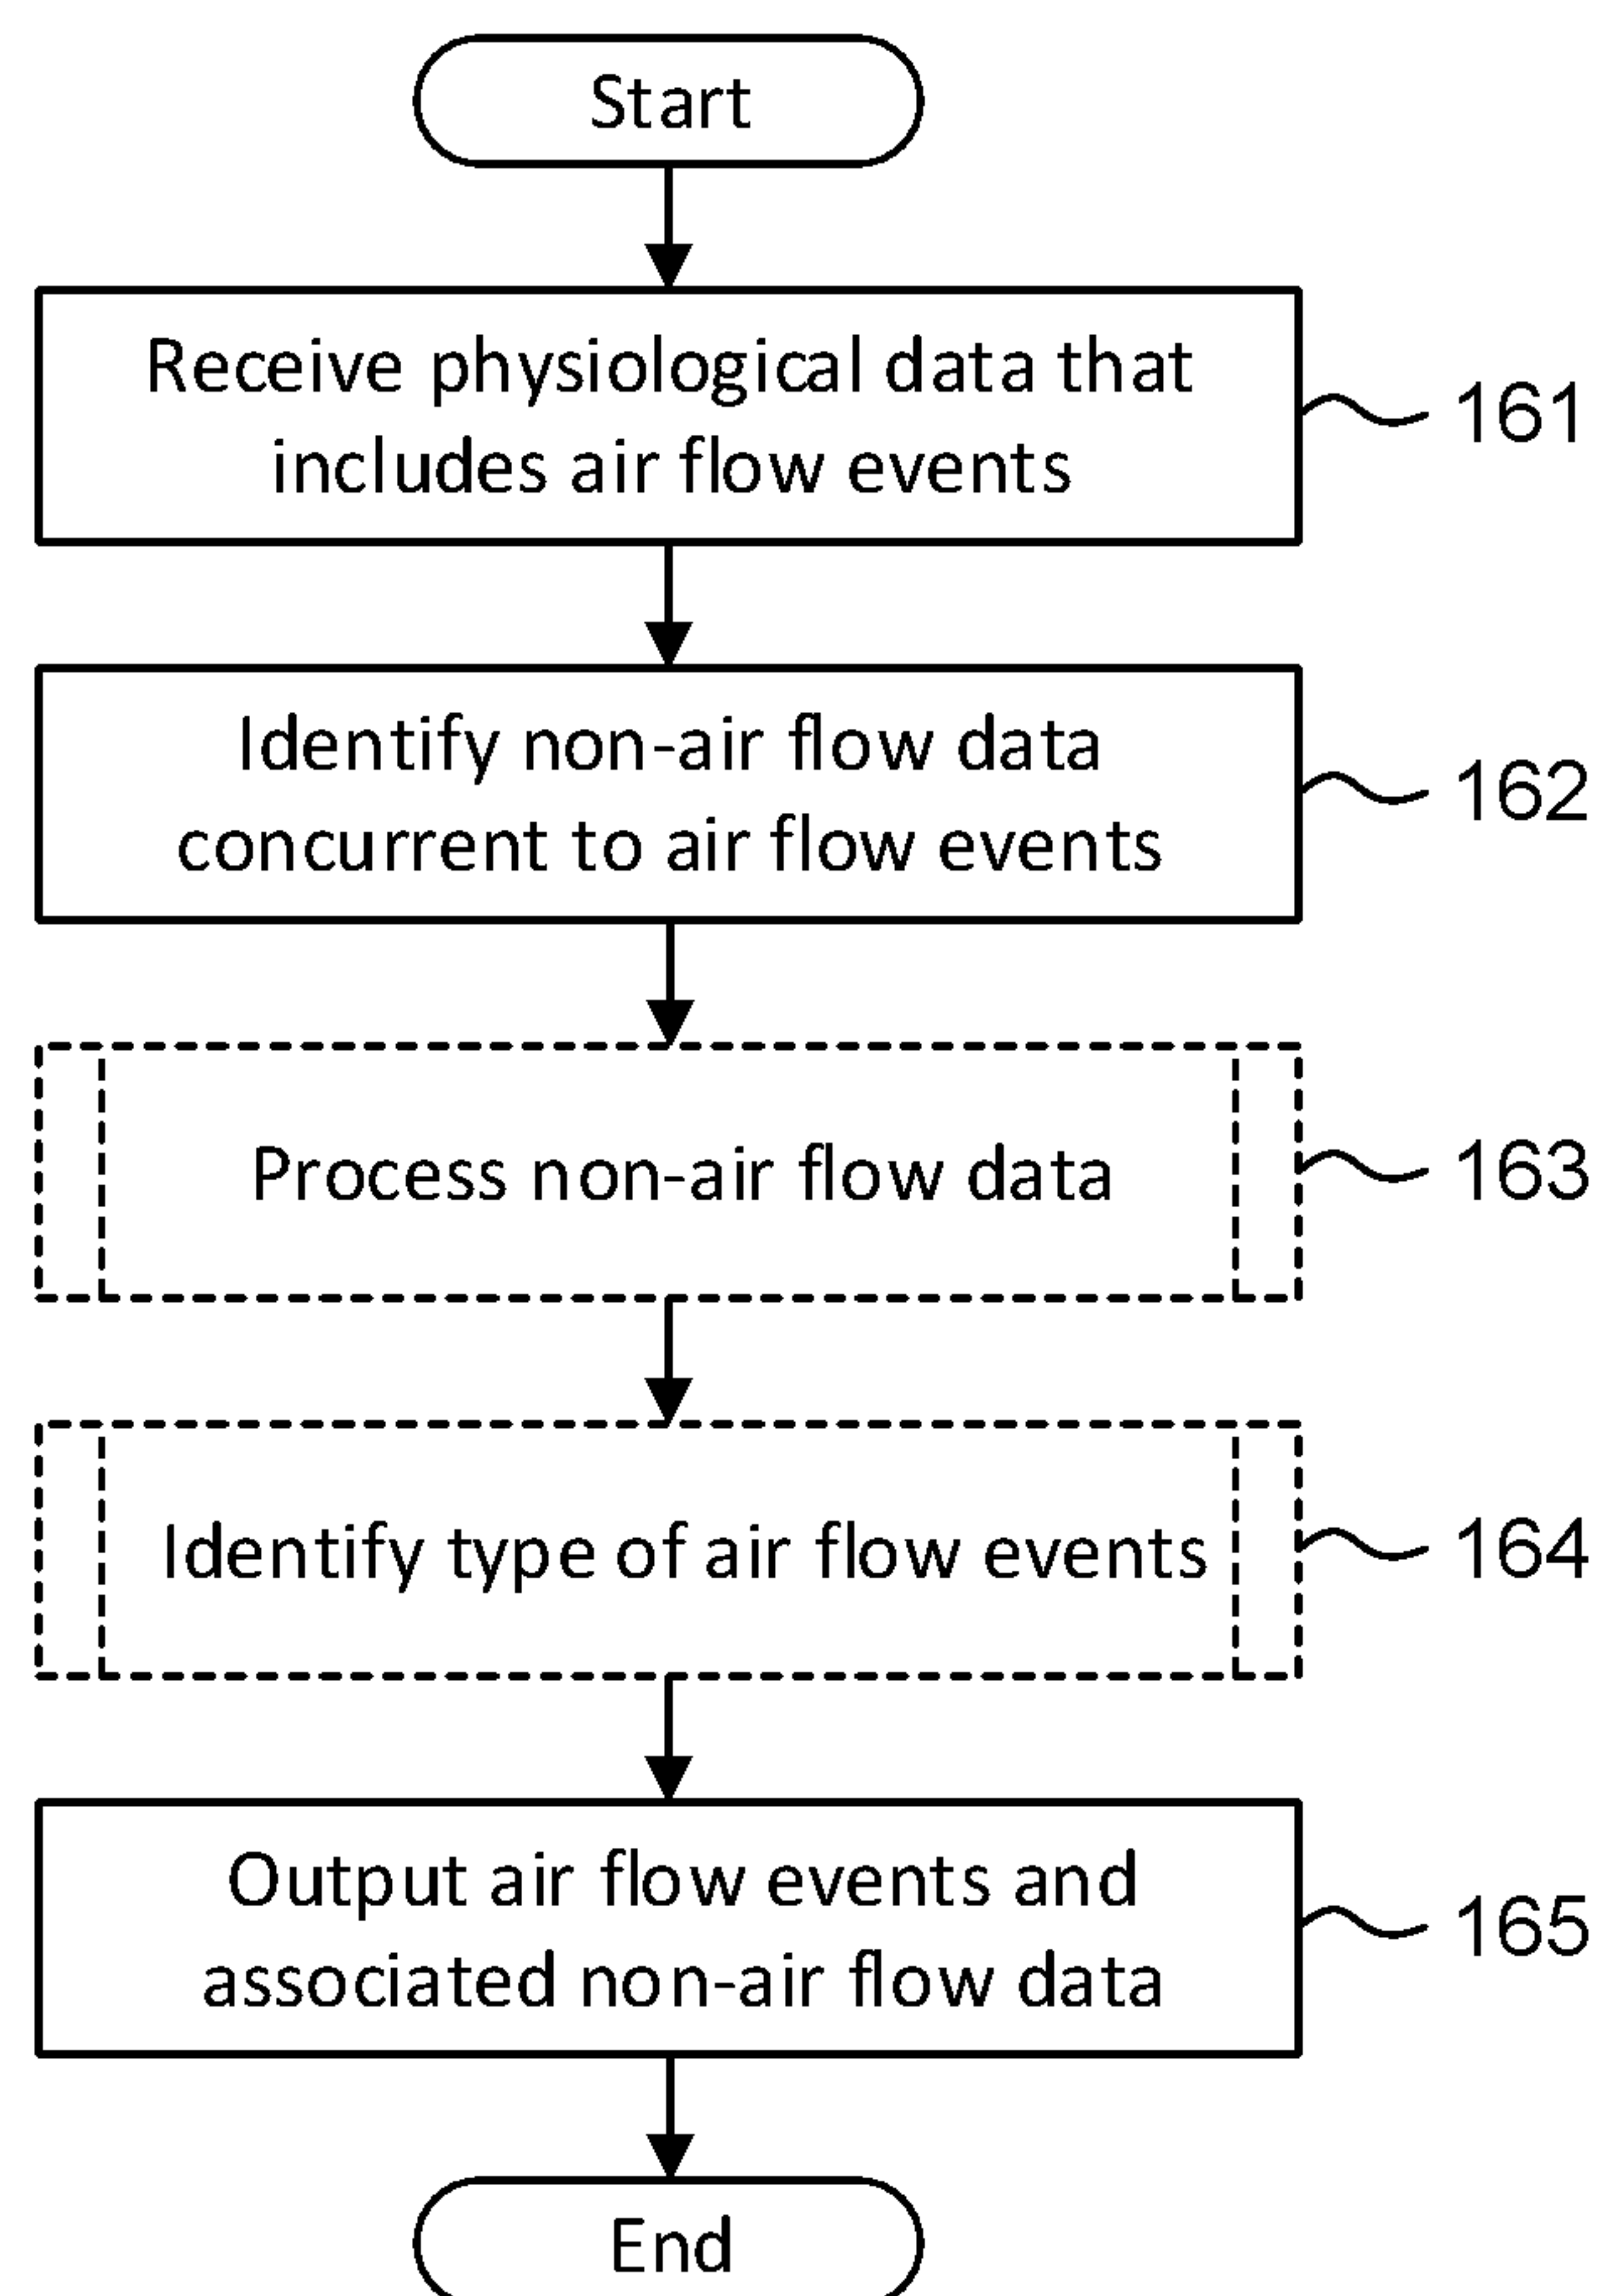 Start
Receive physiological data that
includes air flow events
161
Identify non-air flow data
concurrent to air flow events
162
Process non-air flow data
163
Identify type of air flow events
164
Output air flow events and
associated non-air flow data
165
End